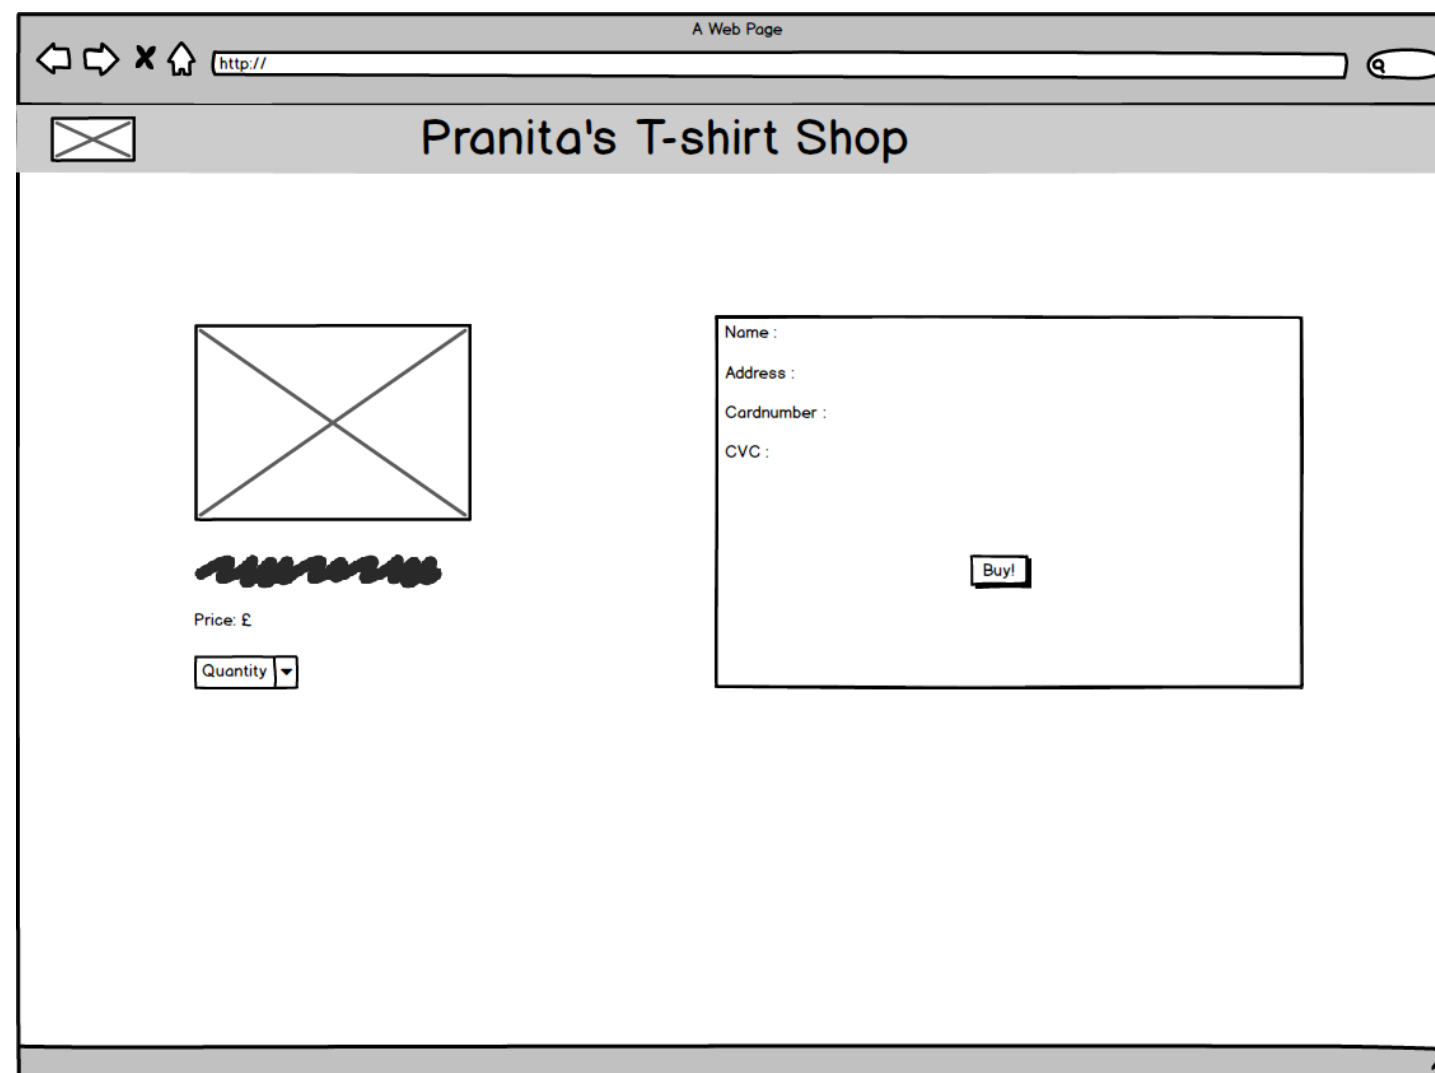 A Web Page
http://
Pranita's T-shirt Shop
Name :
Address :
Cardnumber :
CVC :
Buy!
Price: £
Quantity